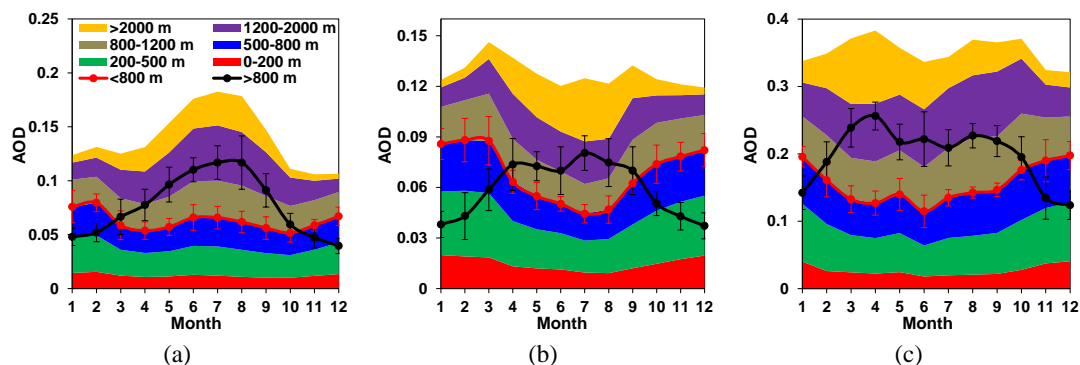 0.25
0.2
0.15
0.1
0.05
0
AOD
>2000 m
1200-2000 m
800-1200 m
500-800 m
200-500 m
0-200 m
<800 m
>800 m
1 2 3 4 5 6 7 8 9 10 11 12
Month
(a)
0.15
0.12
0.09
0.06
0.03
0
AOD
1 2 3 4 5 6 7 8 9 10 11 12
Month
(b)
0.4
0.3
0.2
0.1
0
AOD
1 2 3 4 5 6 7 8 9 10 11 12
Month
(c)